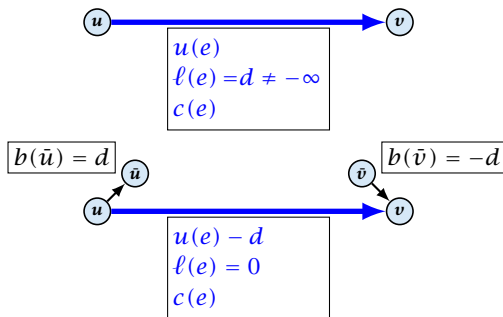 u v
u(e)
ℓ(e) =d ≠ −∞
c(e)
b(ū) = d ū v̄ b(v̄) = −d
u v
u(e) − d
ℓ(e) = 0
c(e)